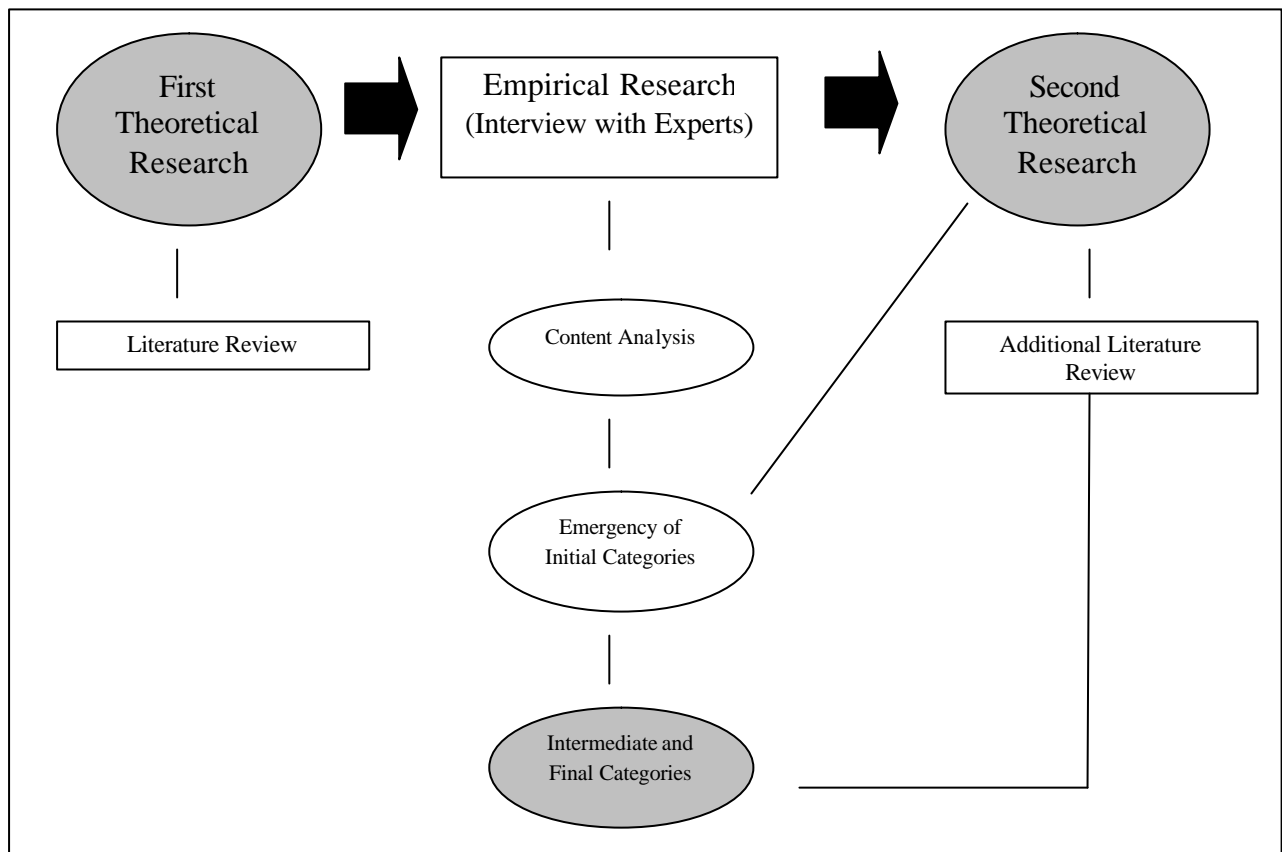 First
Theoretical
Research
Empirical Research
(Interview with Experts)
Second
Theoretical
Research
Literature Review
Content Analysis
Additional Literature
Review
Emergency of
Initial Categories
Intermediate and
Final Categories